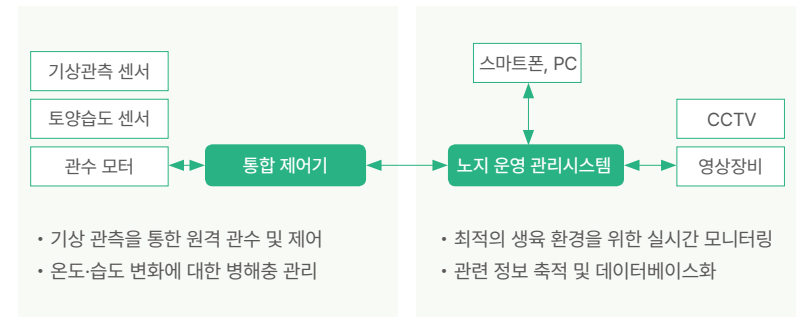 기상관측 센서
토양습도 센서
관수 모터
통합 제어기
• 기상 관측을 통한 원격 관수 및 제어
• 온도·습도 변화에 대한 병해충 관리
스마트폰, PC
노지 운영 관리시스템
CCTV
영상장비
• 최적의 생육 환경을 위한 실시간 모니터링
• 관련 정보 축적 및 데이터베이스화